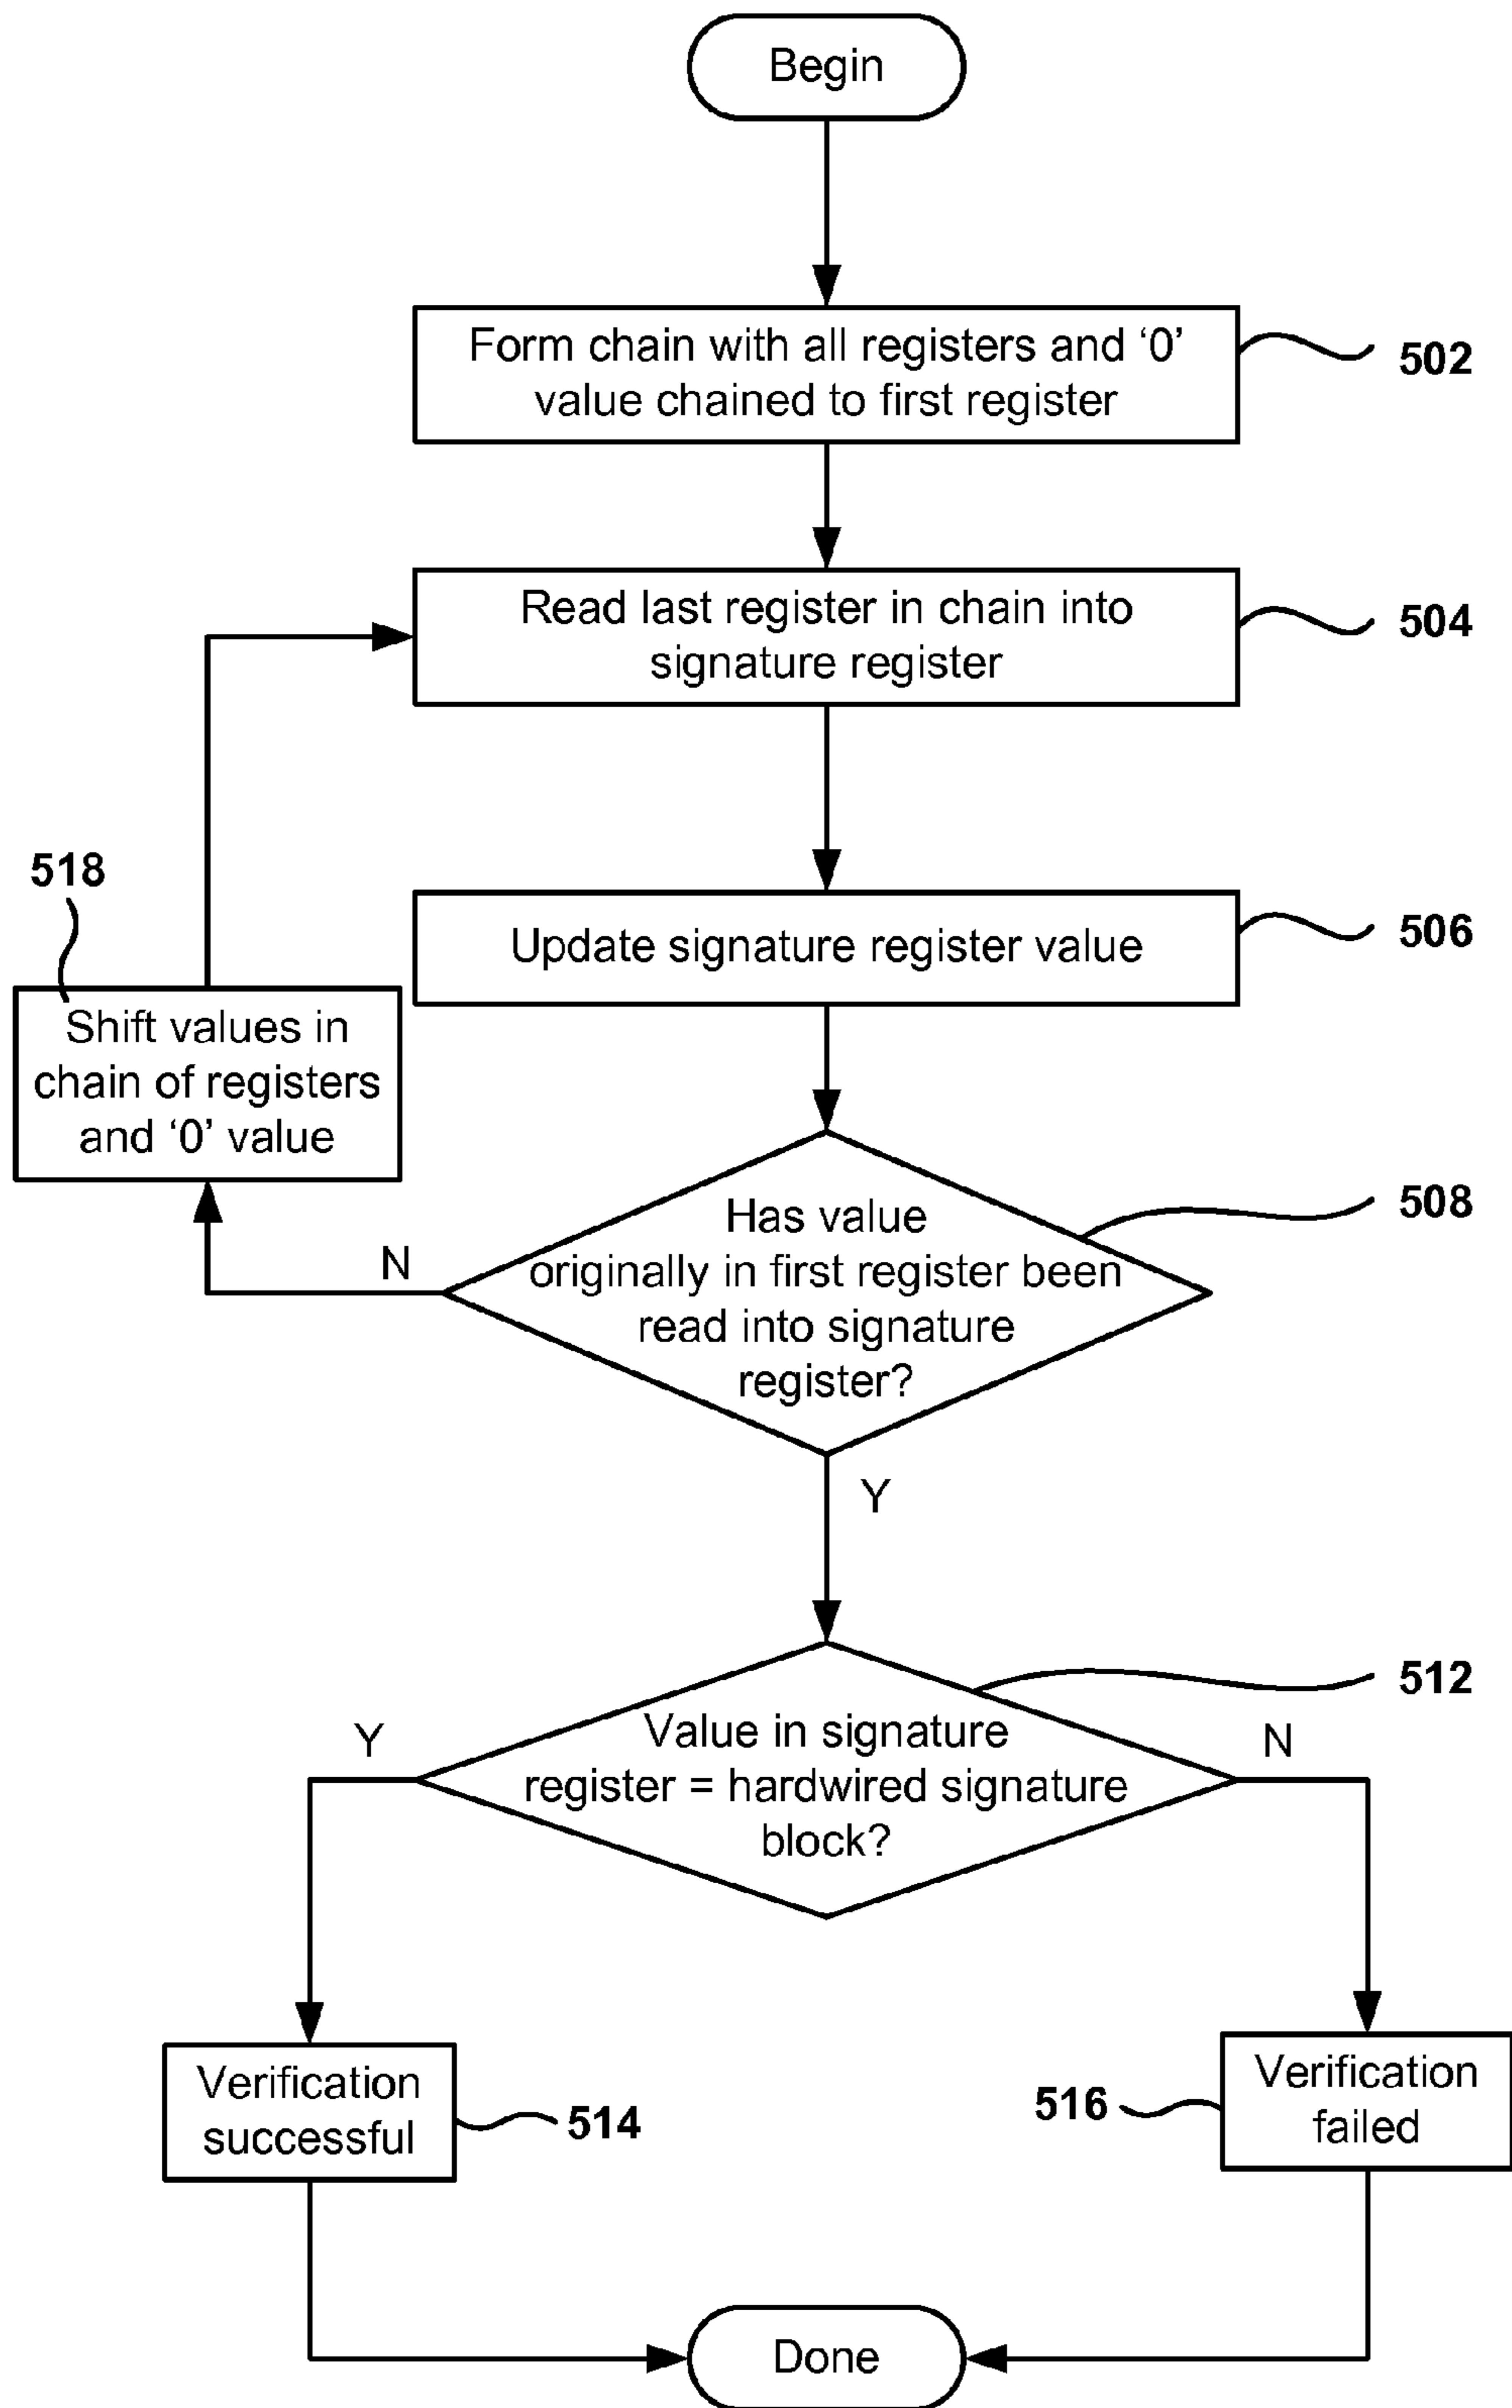 Begin
Form chain with all registers and ‘0’
value chained to first register
502
Read last register in chain into
signature register
504
518
Update signature register value
506
Shift values in
chain of registers
and ‘0’ value
Has value
originally in first register been
read into signature
register?
508
N
Y
Value in signature
register = hardwired signature
block?
512
Y
N
Verification
successful
514
516
Verification
failed
Done